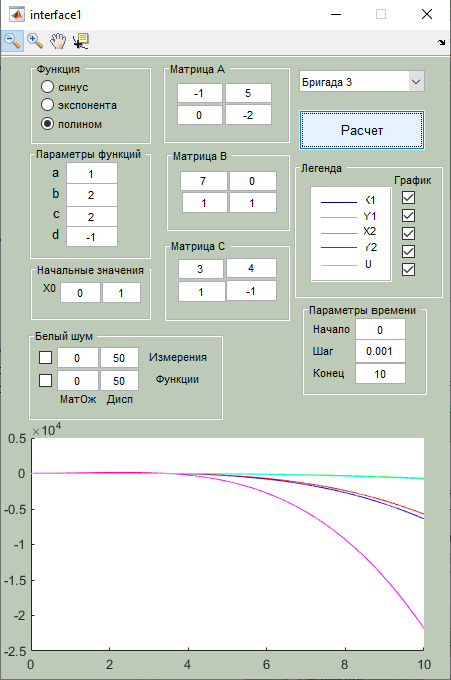 interface1
Функция
синус
экспонента
полином
Матрица А
-1 5
0 -2
Бригада 3
Расчет
Параметры функций
a 1
b 2
c 2
d -1
Матрица В
7 0
1 1
Легенда
График
X1
Y1
X2
Y2
U
Начальные значения
X0 0 1
Матрица С
3 4
1 -1
Параметры времени
Начало 0
Шаг 0.001
Конец 10
Белый шум
0 50 Измерения
0 50 Функции
МатОж Дисп
×10⁴
0.5
0
-0.5
-1
-1.5
-2
-2.5
0 2 4 6 8 10